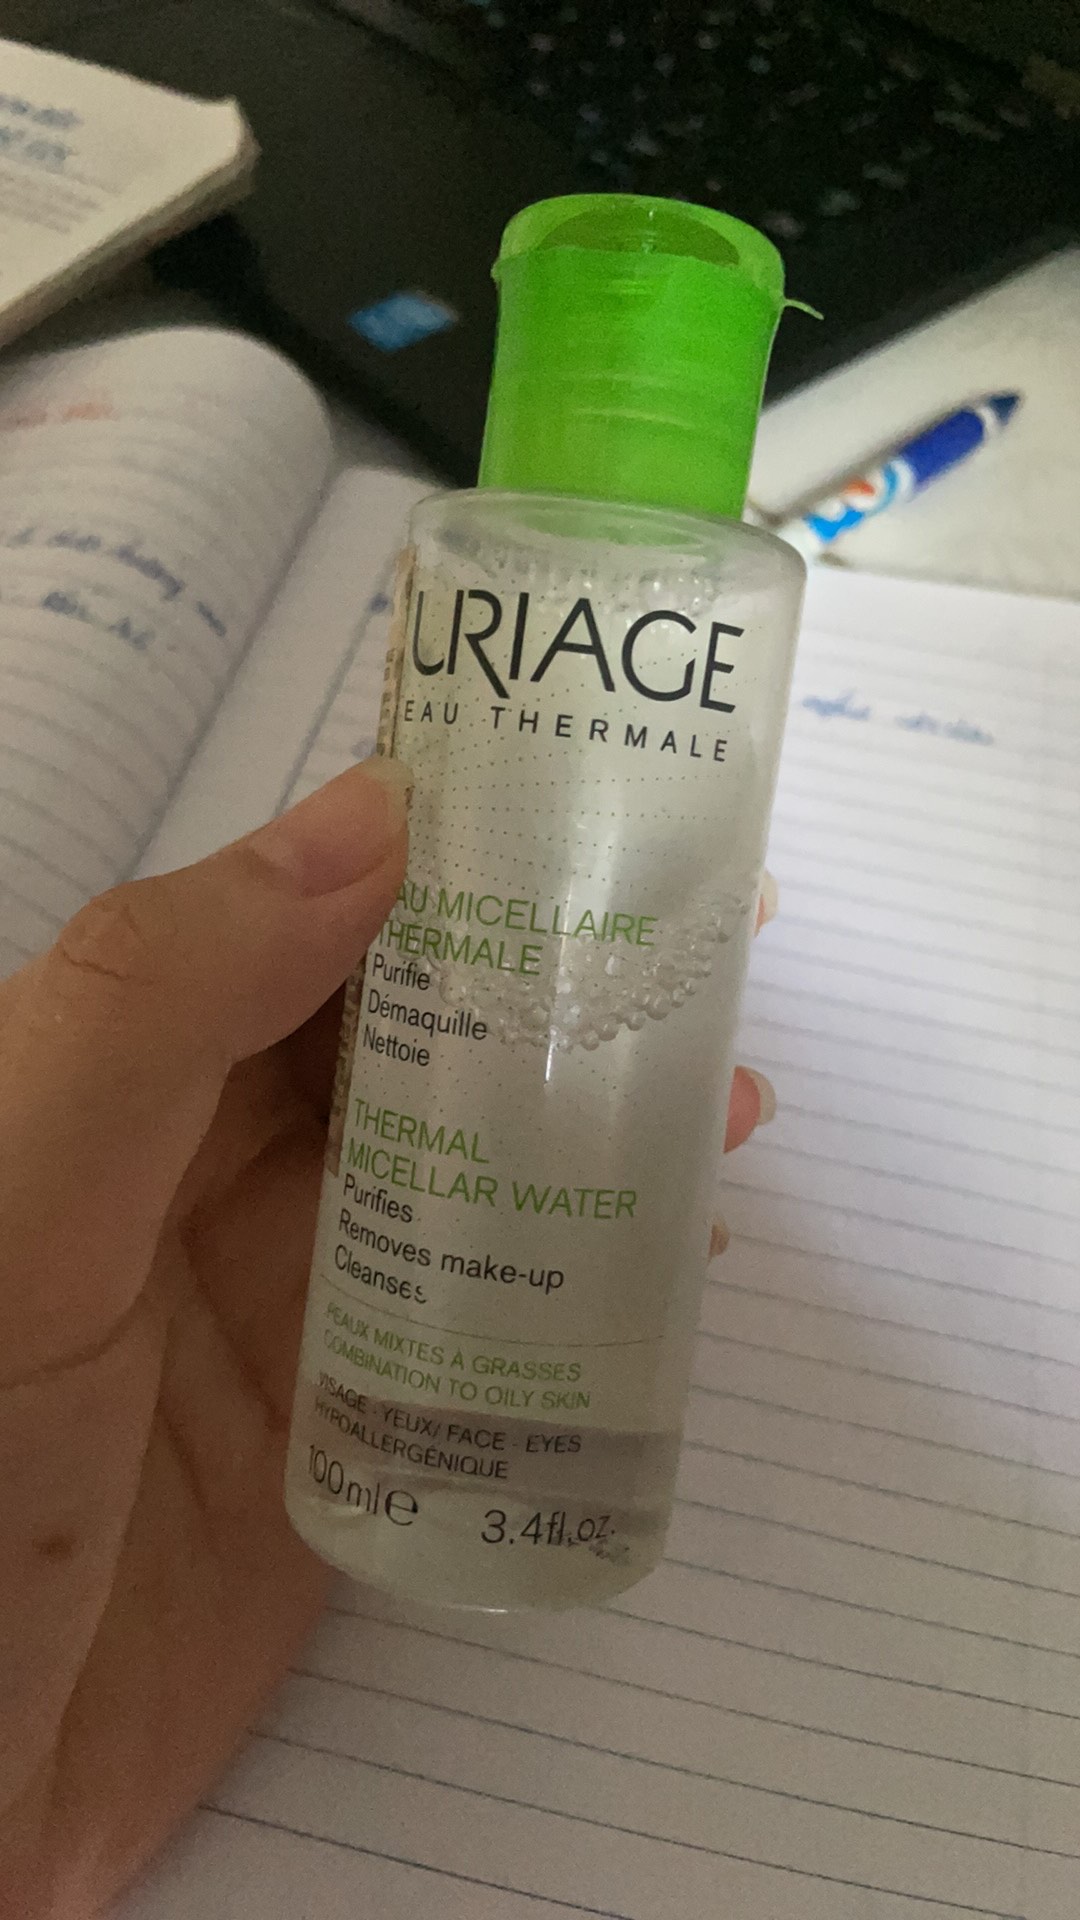 URIAGE
EAU THERMALE
EAU MICELLAIRE
THERMALE
Purifie
Démaquille
Nettoie
THERMAL
MICELLAR WATER
Purifies
Removes make-up
Cleanses
PEAUX MIXTES À GRASSES
COMBINATION TO OILY SKIN
VISAGE - YEUX/ FACE - EYES
HYPOALLERGÉNIQUE
100ml e 3.4fl.oz.